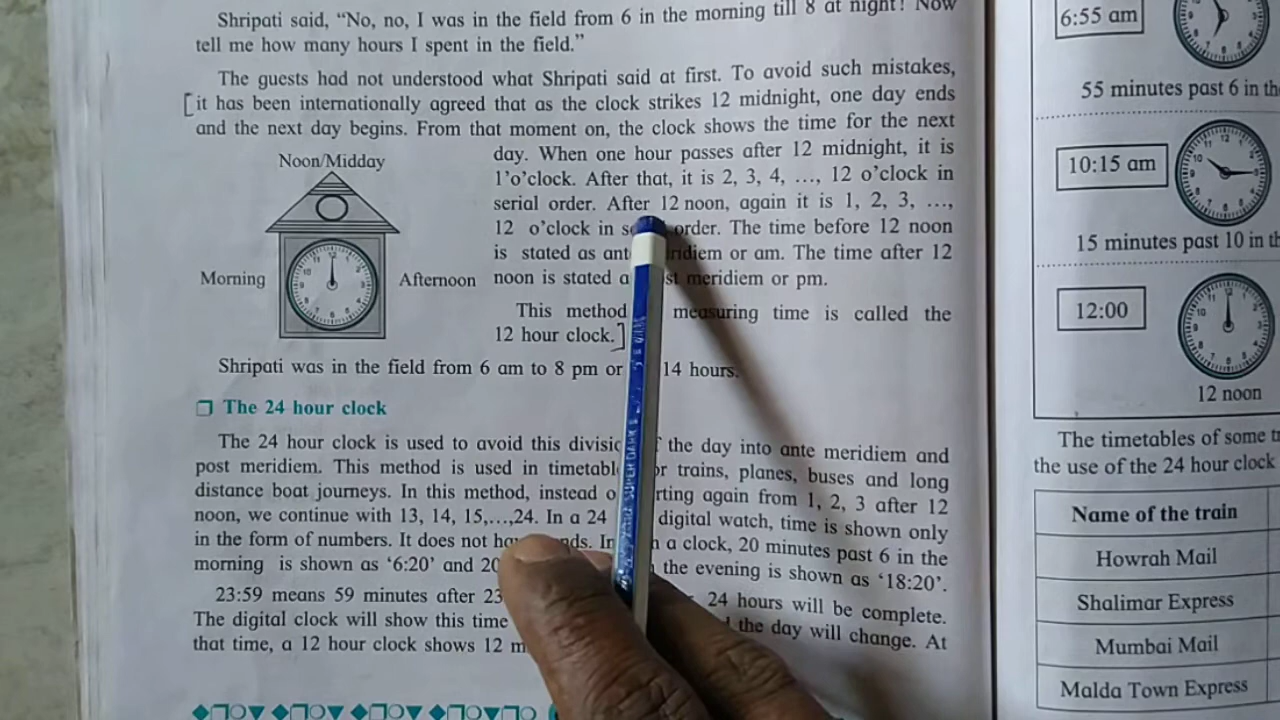 Shripati said, "No, no, I was in the field from 6 in the morning till 8 at night! Now
tell me how many hours I spent in the field."
The guests had not understood what Shripati said at first. To avoid such mistakes,
[it has been internationally agreed that as the clock strikes 12 midnight, one day ends
and the next day begins. From that moment on, the clock shows the time for the next
day. When one hour passes after 12 midnight, it is
1'o'clock. After that, it is 2, 3, 4, ..., 12 o'clock in
serial order. After 12 noon, again it is 1, 2, 3, ...,
12 o'clock in order. The time before 12 noon
is stated as or am. The time after 12
noon is stated meridiem or pm.
This method measuring time is called the
12 hour clock.]
Noon/Midday
Morning
Afternoon
Shripati was in the field from 6 am to 8 pm or 14 hours.
❒ The 24 hour clock
The 24 hour clock is used to avoid this the day into ante meridiem and
post meridiem. This method is used in trains, planes, buses and long
distance boat journeys. In this method, instead again from 1, 2, 3 after 12
noon, we continue with 13, 14, 15,...,24. In a 24 digital watch, time is shown only
in the form of numbers. It does not a clock, 20 minutes past 6 in the
morning is shown as '6:20' and the evening is shown as '18:20'.
23:59 means 59 minutes after 24 hours will be complete.
The digital clock will show this time the day will change. At
that time, a 12 hour clock shows 12
6:55 am
55 minutes past 6 in
10:15 am
15 minutes past 10 in
12:00
12 noon
The timetables of some
the use of the 24 hour clock
Name of the train
Howrah Mail
Shalimar Express
Mumbai Mail
Malda Town Express